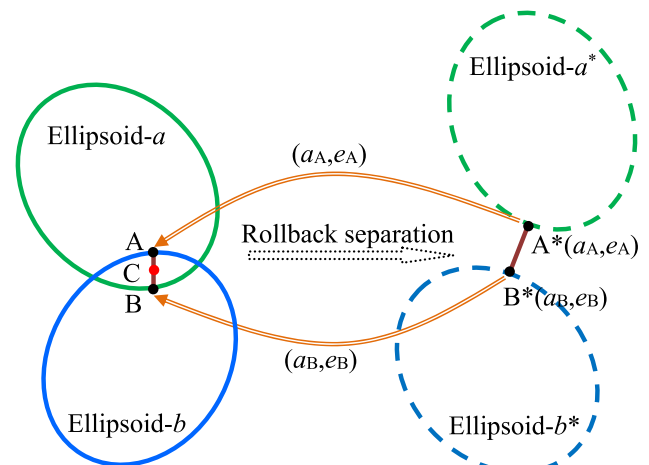 Ellipsoid-a*
Ellipsoid-a
(aA,eA)
A
Rollback separation
A*(aA,eA)
C
B
B*(aB,eB)
(aB,eB)
Ellipsoid-b
Ellipsoid-b*